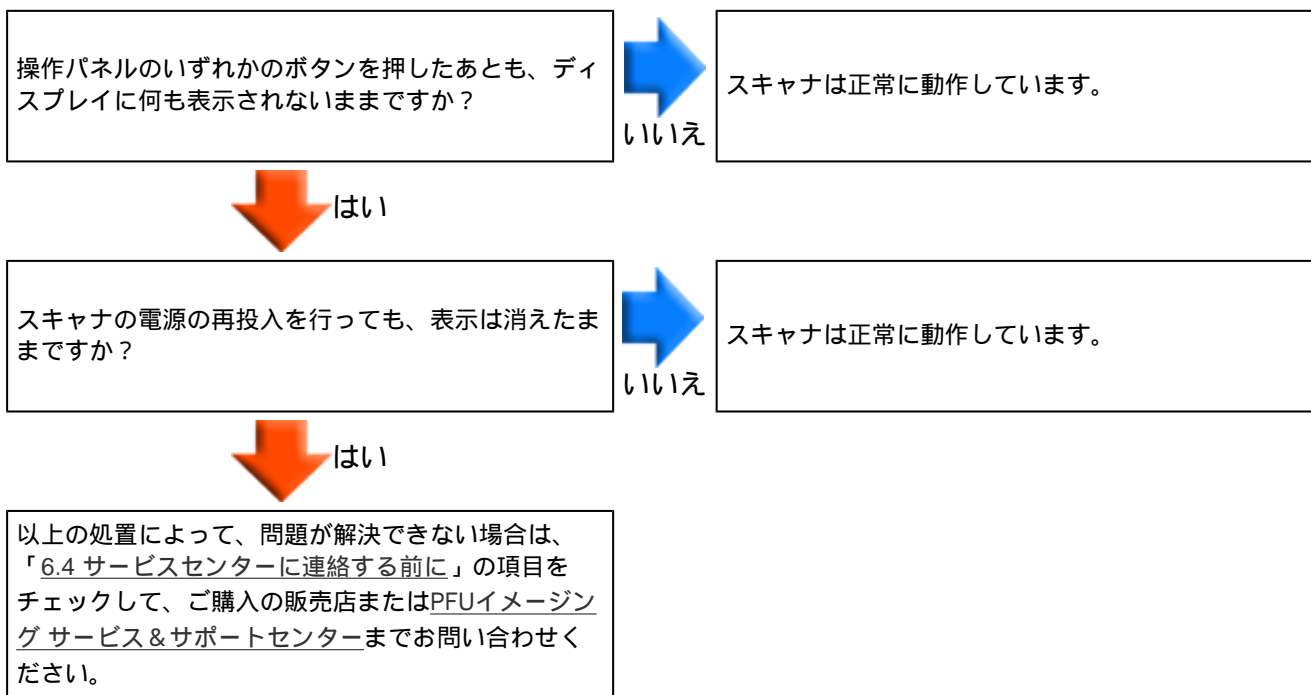 操作パネルのいずれかのボタンを押したあとも、ディ
スプレイに何も表示されないままですか？
いいえ
スキャナは正常に動作しています。
はい
スキャナの電源の再投入を行っても、表示は消えたま
まですか？
いいえ
スキャナは正常に動作しています。
はい
以上の処置によって、問題が解決できない場合は、
「6.4 サービスセンターに連絡する前に」の項目を
チェックして、ご購入の販売店またはPFUイメージン
グ サービス＆サポートセンターまでお問い合わせく
ださい。